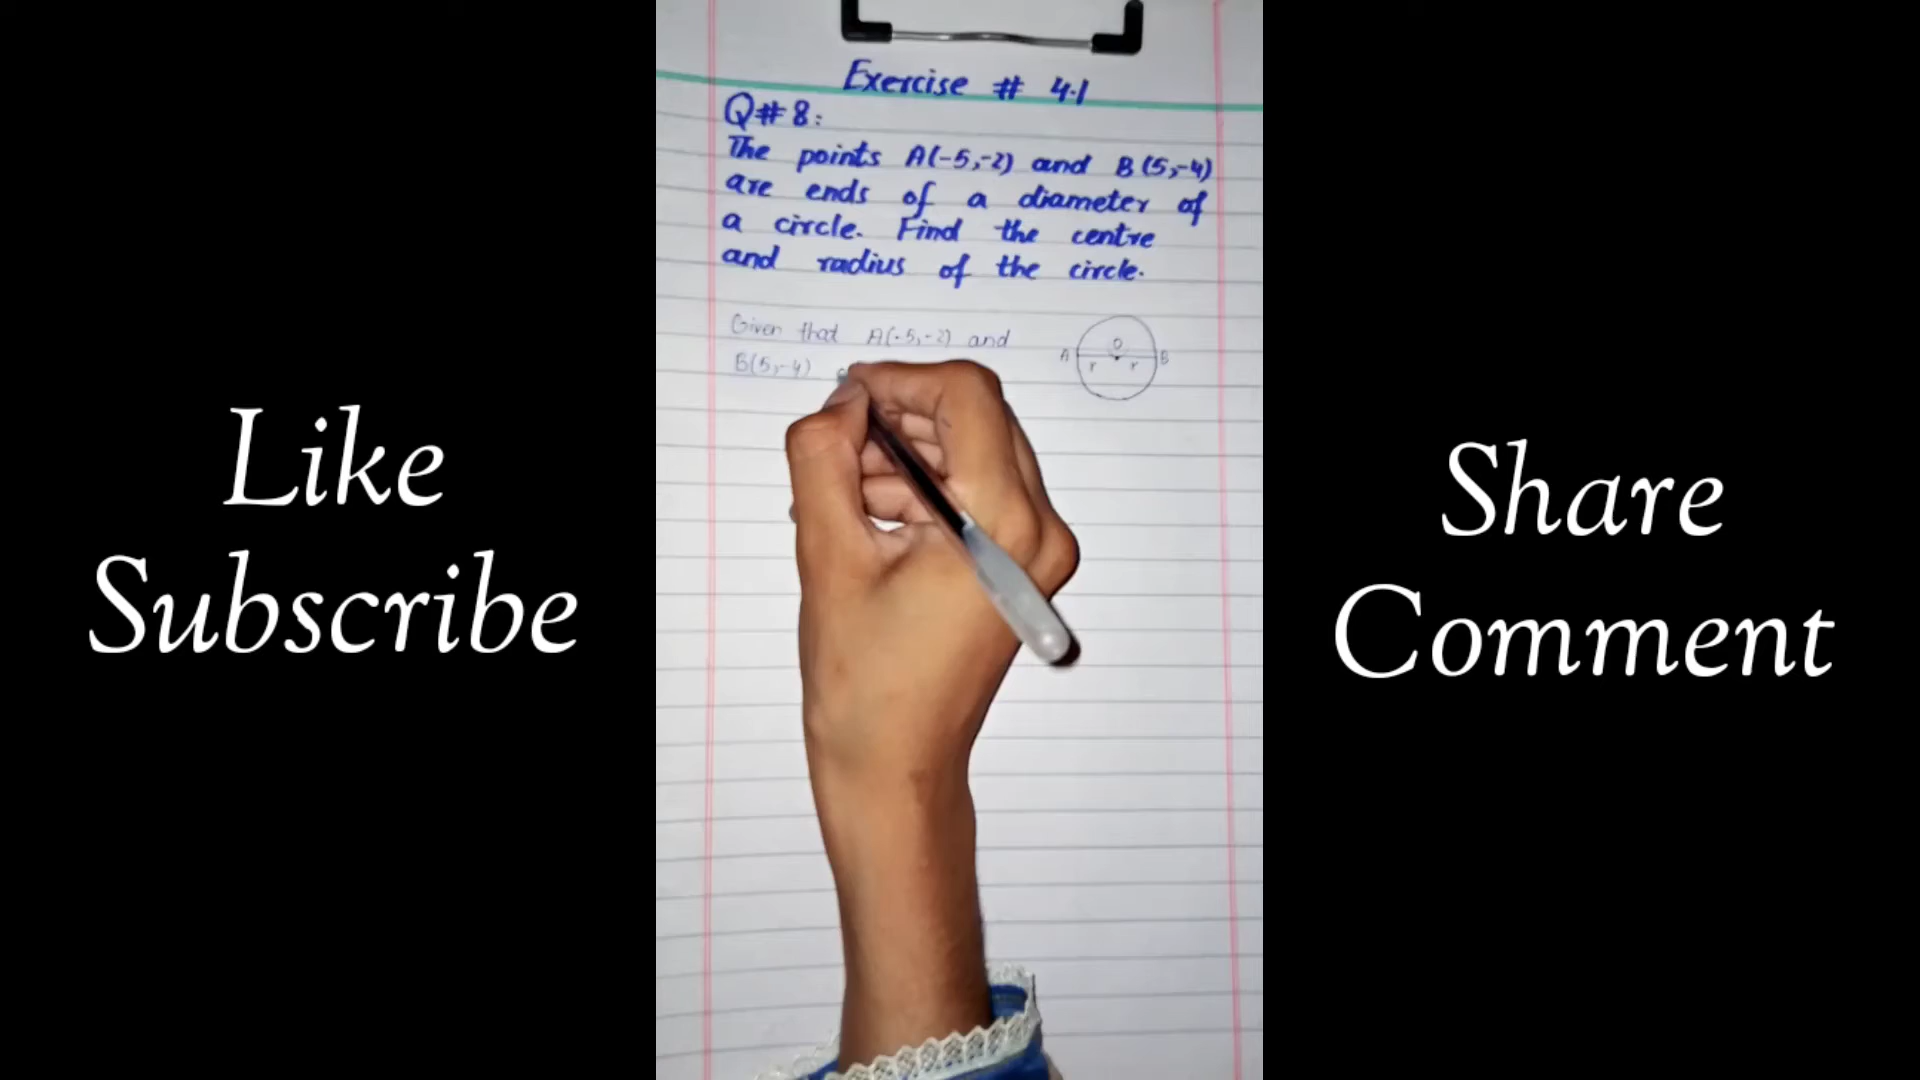 Like
Subscribe
Exercise # 4.1
Q#8:
The points A(-5,-2) and B(5,-4)
are ends of a diameter of
a circle. Find the centre
and radius of the circle.
Given that A(-5,-2) and
B(5,-4)
O
A B
r r
Share
Comment